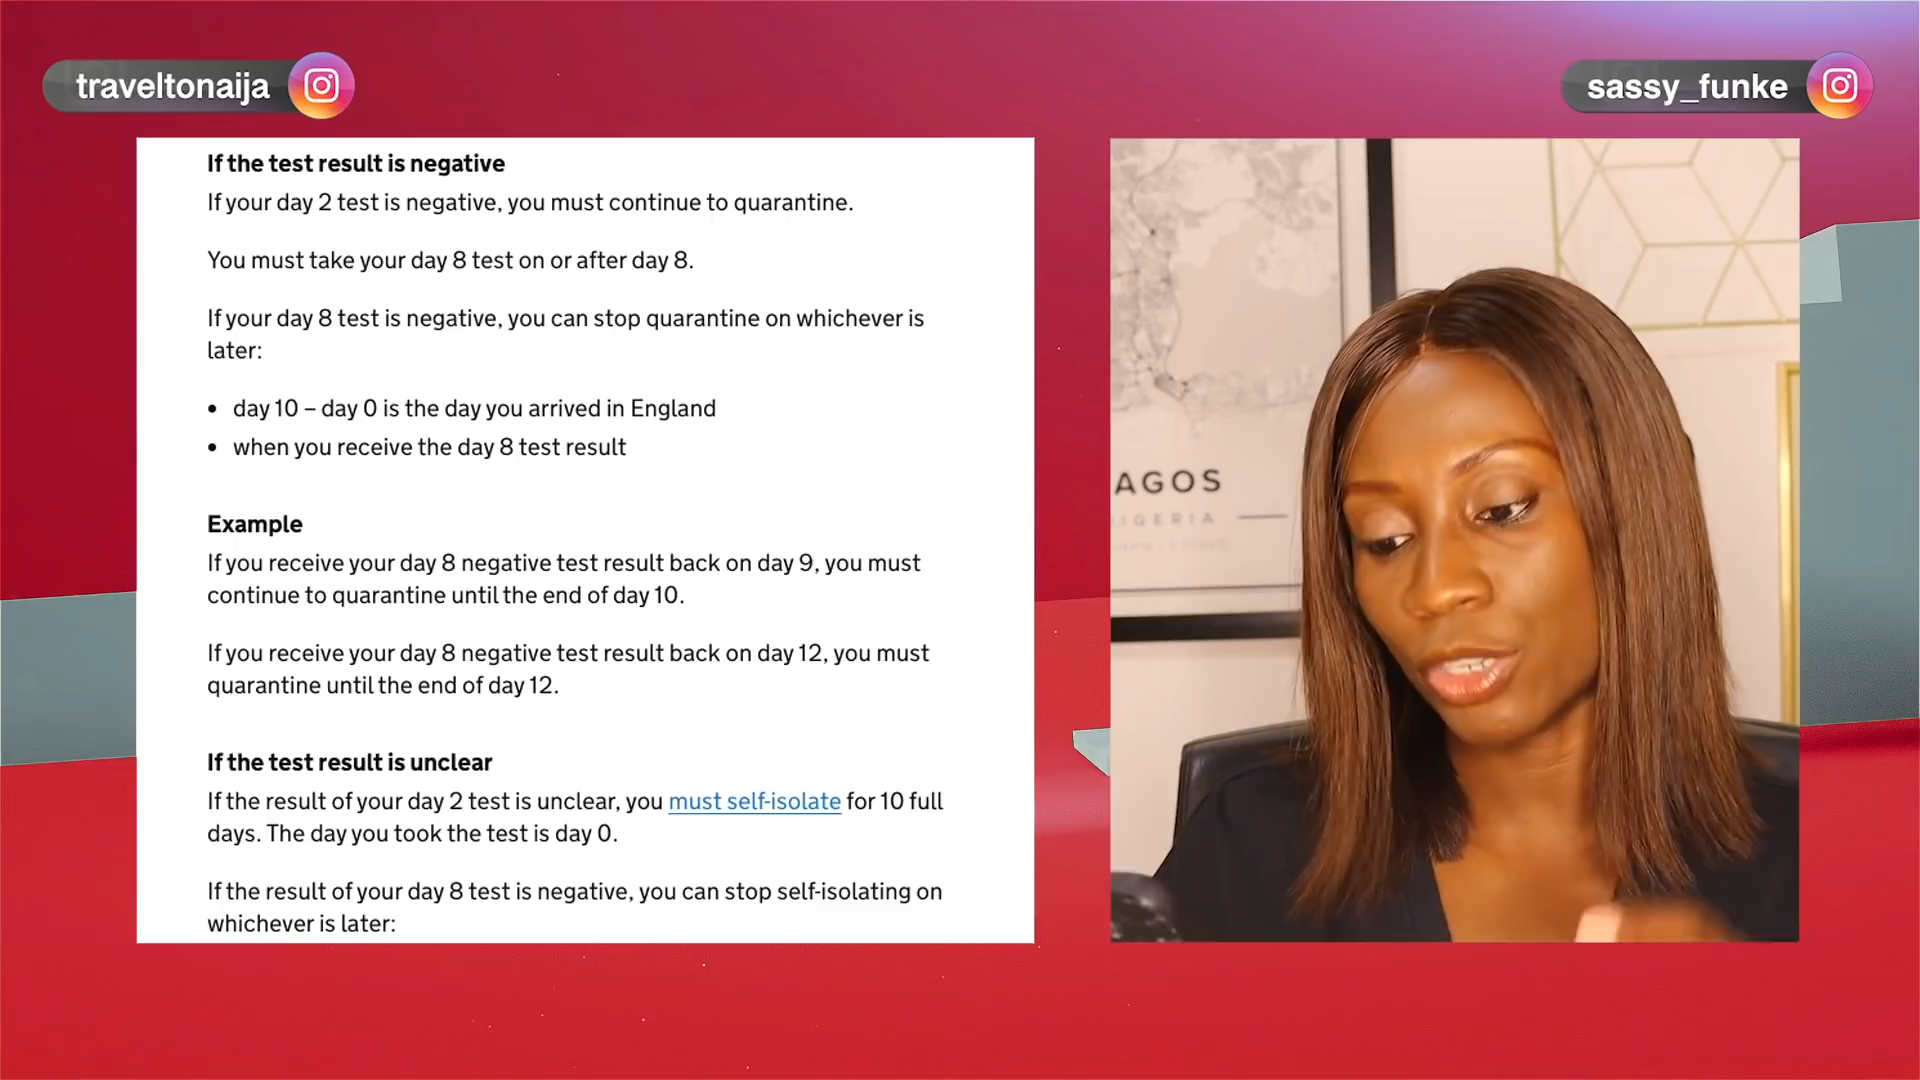 traveltonaija
sassy_funke
If the test result is negative
If your day 2 test is negative, you must continue to quarantine.
You must take your day 8 test on or after day 8.
If your day 8 test is negative, you can stop quarantine on whichever is
later:
• day 10 – day 0 is the day you arrived in England
• when you receive the day 8 test result
Example
If you receive your day 8 negative test result back on day 9, you must
continue to quarantine until the end of day 10.
If you receive your day 8 negative test result back on day 12, you must
quarantine until the end of day 12.
If the test result is unclear
If the result of your day 2 test is unclear, you must self-isolate for 10 full
days. The day you took the test is day 0.
If the result of your day 8 test is negative, you can stop self-isolating on
whichever is later:
AGOS
IGERIA